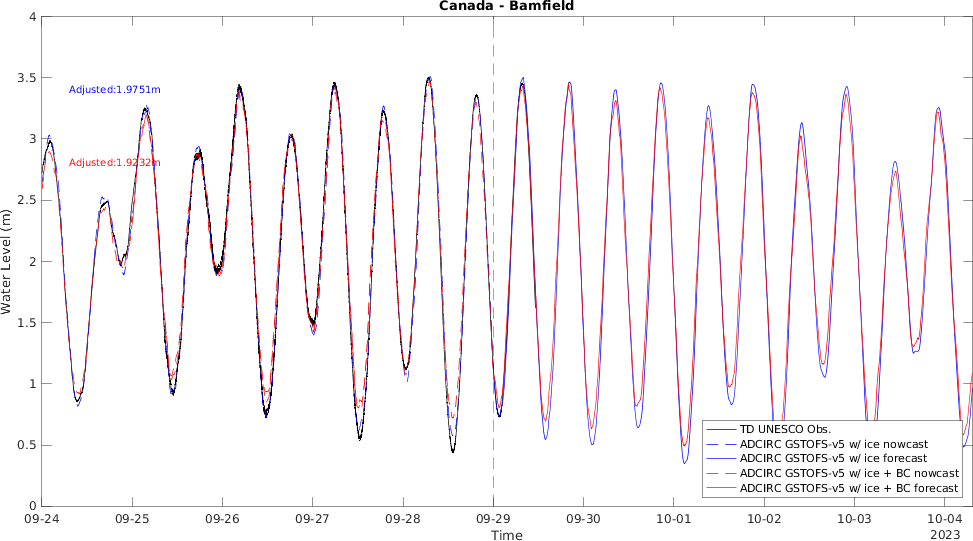 Canada - Bamfield
4
3.5
3
2.5
2
1.5
1
0.5
0
Water Level (m)
Adjusted:1.9751m
Adjusted:1.9232m
TD UNESCO Obs.
ADCIRC GSTOFS-v5 w/ ice nowcast
ADCIRC GSTOFS-v5 w/ ice forecast
ADCIRC GSTOFS-v5 w/ ice + BC nowcast
ADCIRC GSTOFS-v5 w/ ice + BC forecast
09-24 09-25 09-26 09-27 09-28 09-29 09-30 10-01 10-02 10-03 10-04
Time
2023